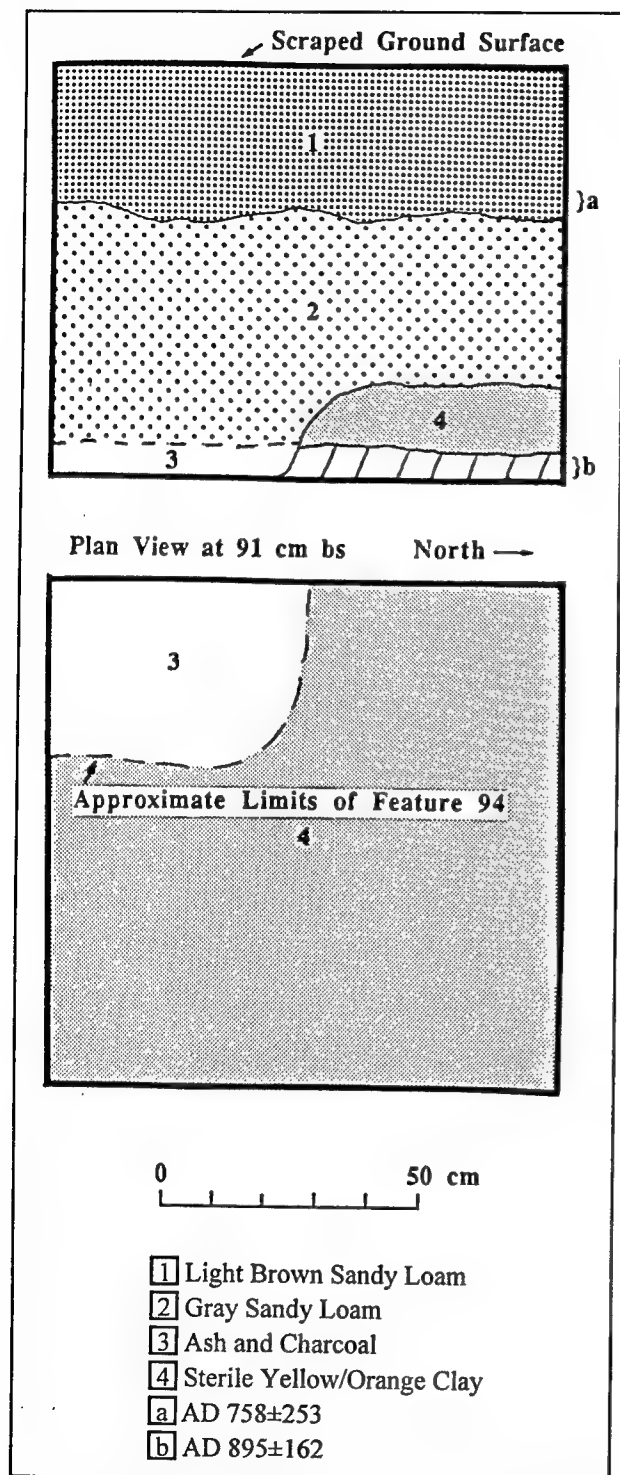 Scraped Ground Surface
1
}a
2
4
3
}b
Plan View at 91 cm bs North
3
Approximate Limits of Feature 94
4
0 50 cm
1 Light Brown Sandy Loam
2 Gray Sandy Loam
3 Ash and Charcoal
4 Sterile Yellow/Orange Clay
a AD 758±253
b AD 895±162